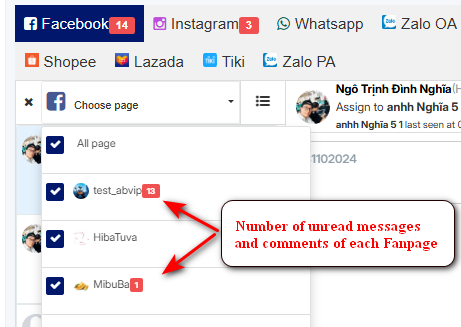 Facebook 14 Instagram 3 Whatsapp Zalo OA
Shopee Lazada Tiki Zalo PA
Choose page
Ngô Trịnh Đình Nghĩa(H
Assign to anhh Nghĩa 5
anhh Nghĩa 5 1 last seen at
All page
1102024
test_abvip 13
HibaTuva
MibuBa 1
Number of unread messages
and comments of each Fanpage